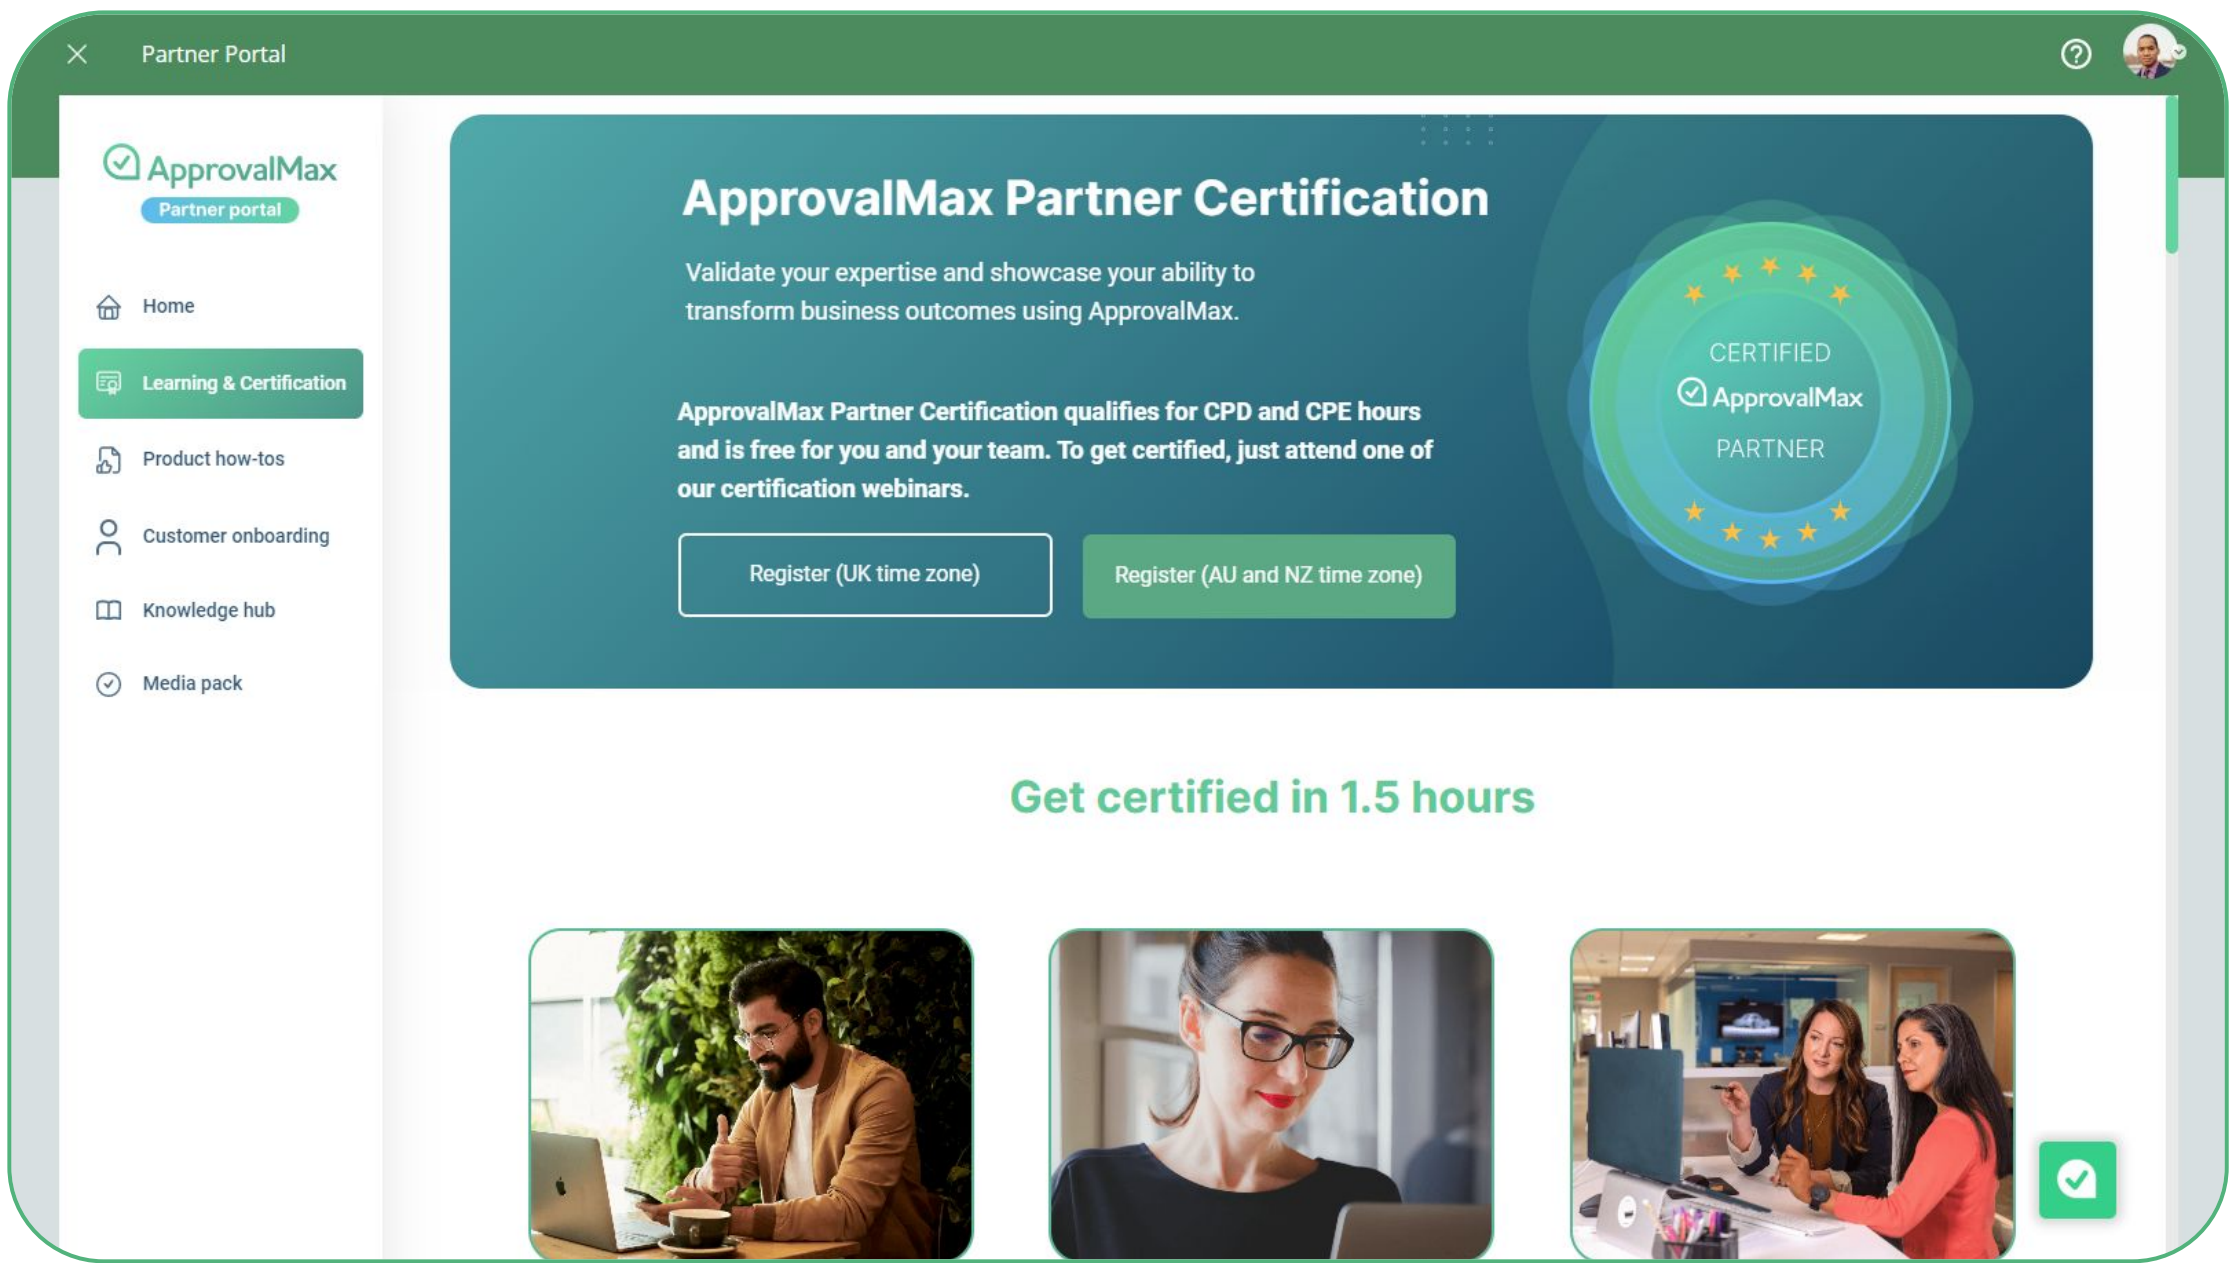 Partner Portal
ApprovalMax
Partner portal
Home
Learning & Certification
Product how-tos
Customer onboarding
Knowledge hub
Media pack
ApprovalMax Partner Certification
Validate your expertise and showcase your ability to
transform business outcomes using ApprovalMax.
ApprovalMax Partner Certification qualifies for CPD and CPE hours
and is free for you and your team. To get certified, just attend one of
our certification webinars.
Register (UK time zone)
Register (AU and NZ time zone)
CERTIFIED
ApprovalMax
PARTNER
Get certified in 1.5 hours